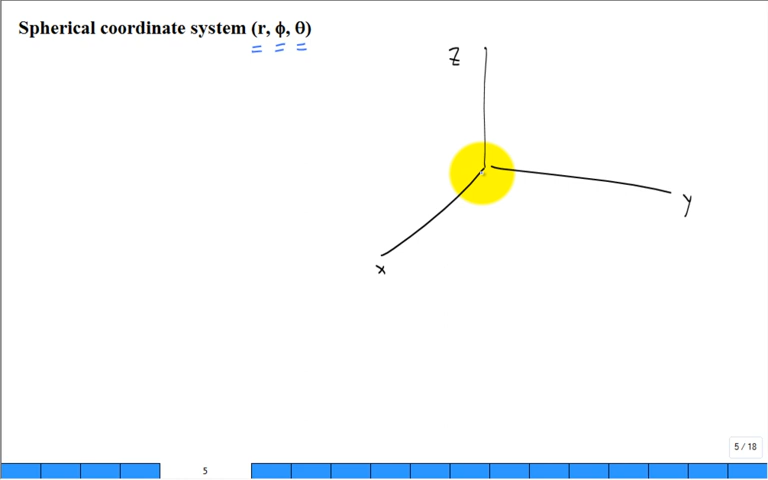 Spherical coordinate system (r, ϕ, θ)
z
y
x
5 / 18
5